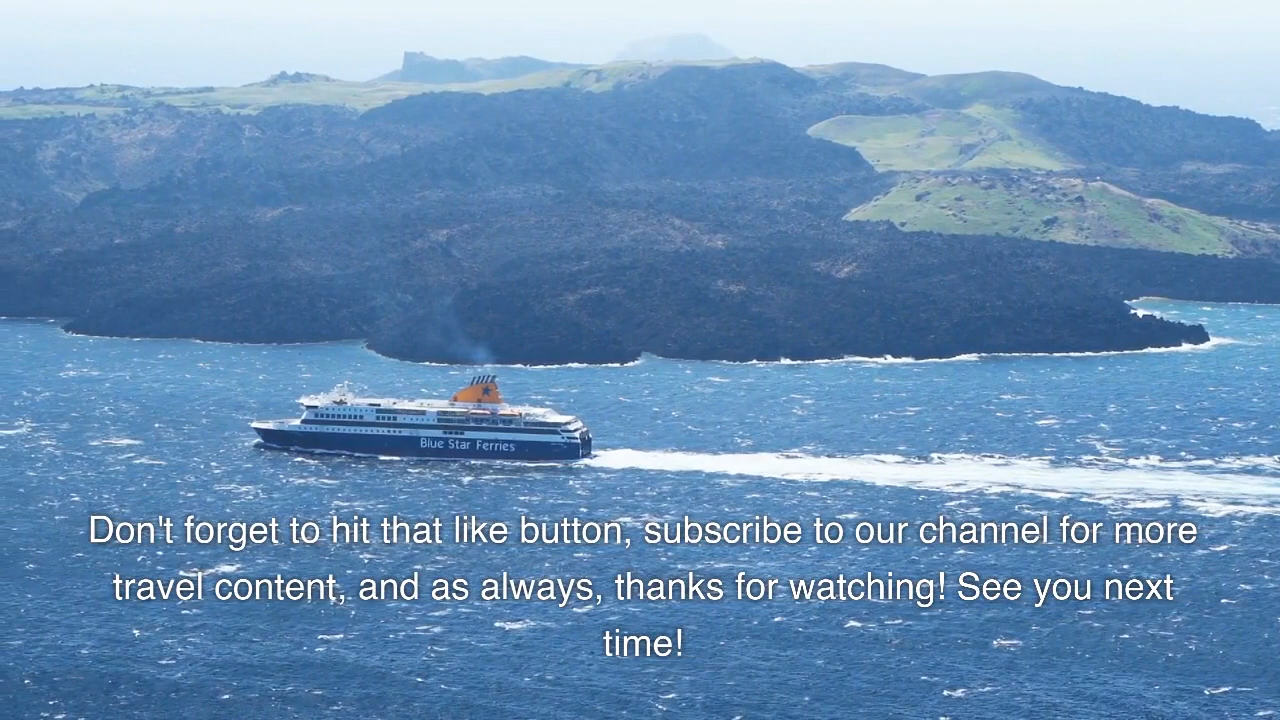 Blue Star Ferries
Don't forget to hit that like button, subscribe to our channel for more
travel content, and as always, thanks for watching! See you next
time!